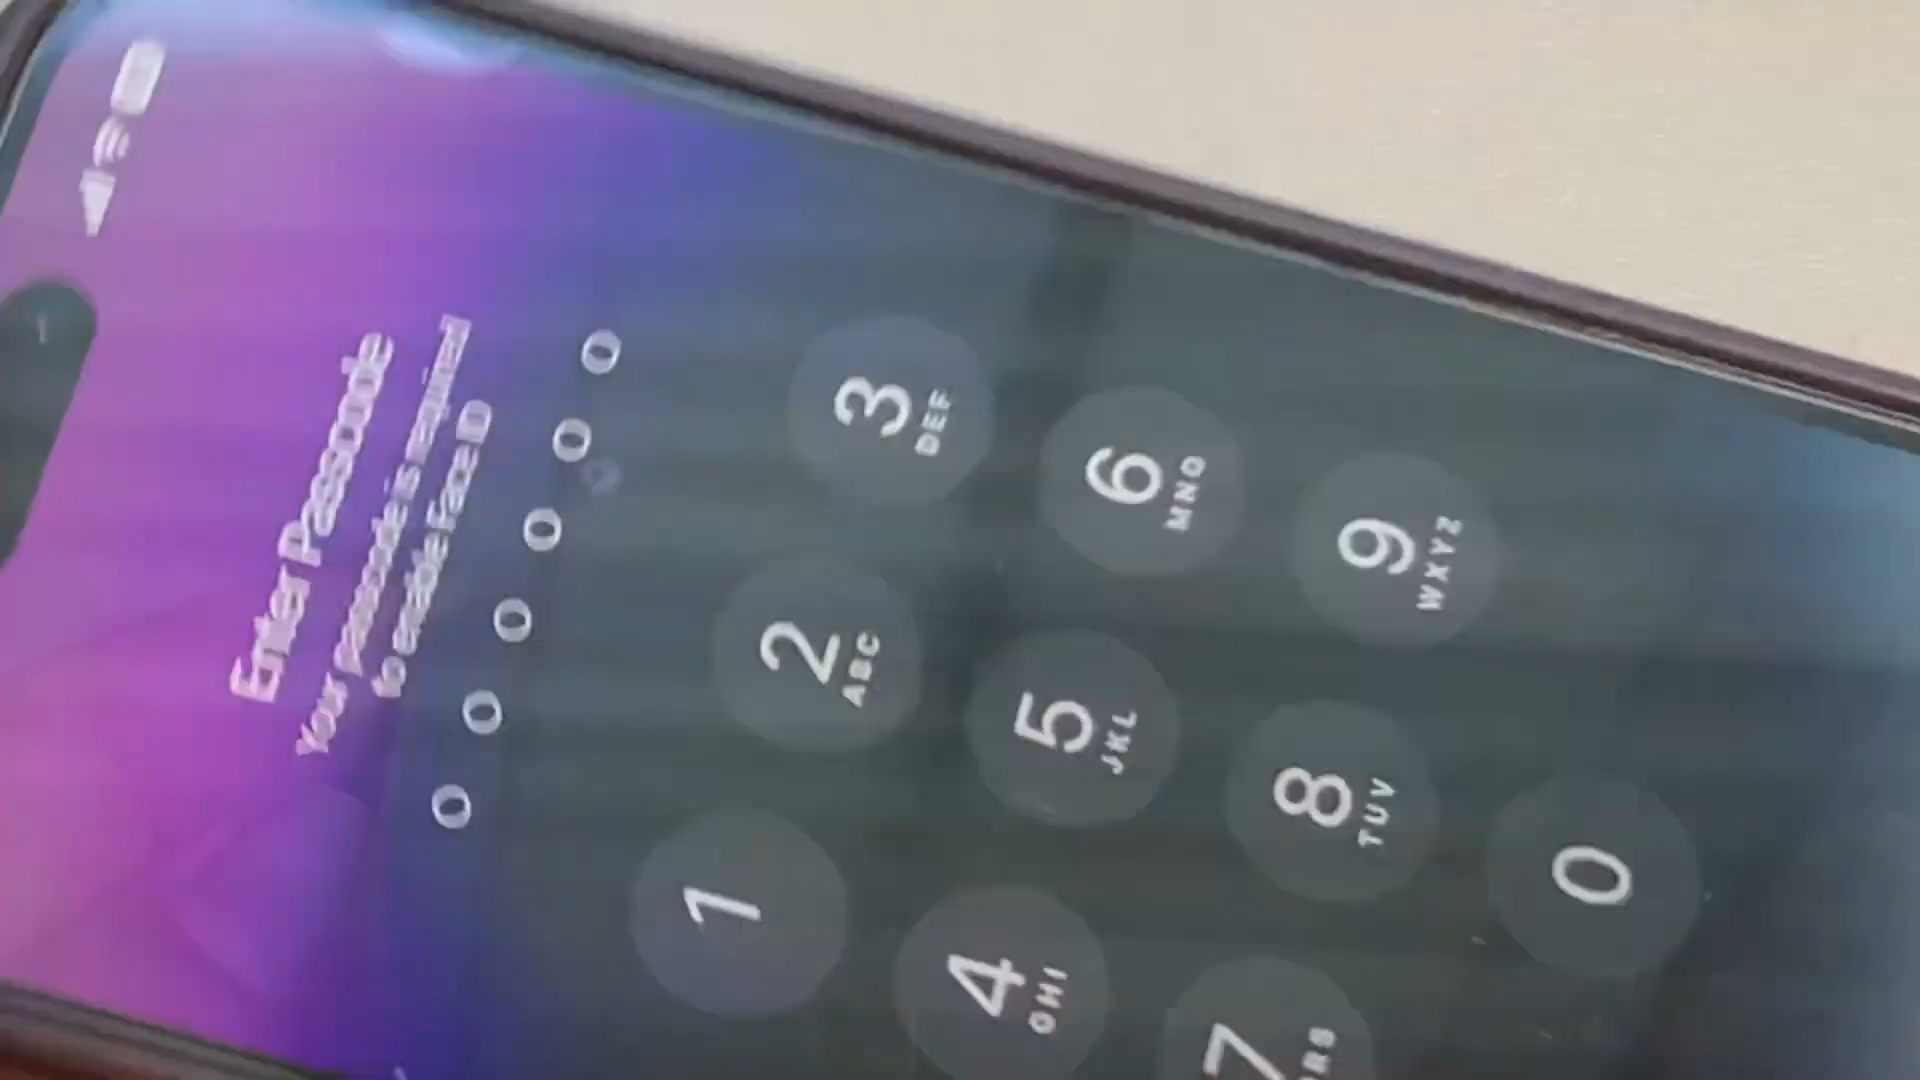 Enter Passcode
Your passcode is required
to enable Face ID
1
2
ABC
3
DEF
4
GHI
5
JKL
6
MNO
7
8
TUV
9
WXYZ
0